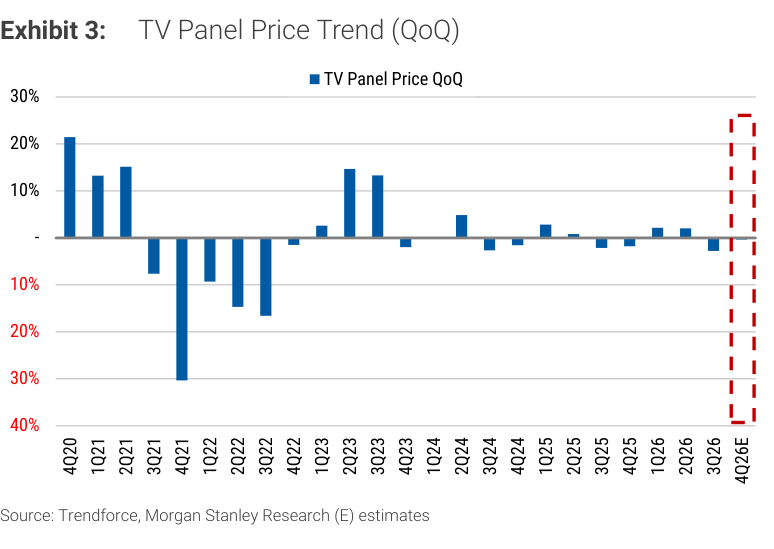 Exhibit 3: TV Panel Price Trend (QoQ)
TV Panel Price QoQ
30%
20%
10%
-
10%
20%
30%
40%
4Q20
1Q21
2Q21
3Q21
4Q21
1Q22
2Q22
3Q22
4Q22
1Q23
2Q23
3Q23
4Q23
1Q24
2Q24
3Q24
4Q24
1Q25
2Q25
3Q25
4Q25
1Q26
2Q26
3Q26
4Q26E
Source: Trendforce, Morgan Stanley Research (E) estimates